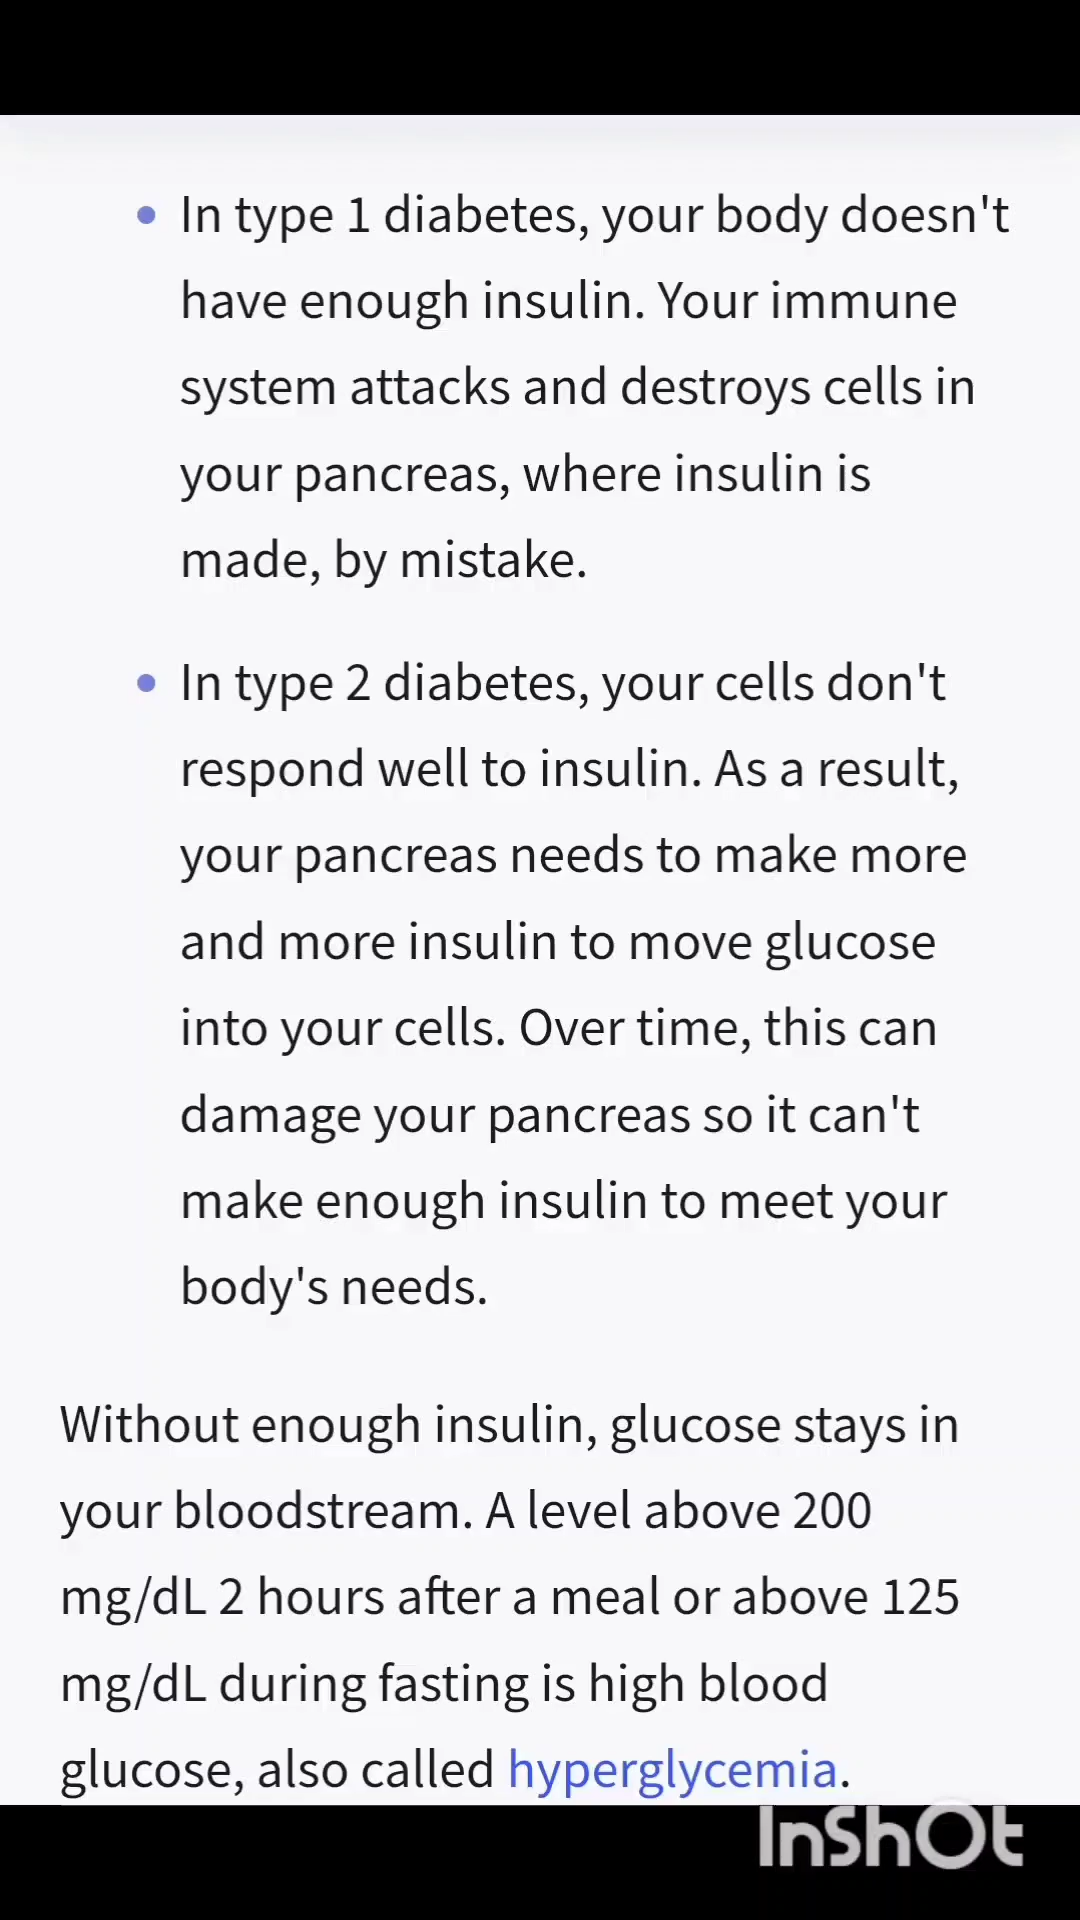 In type 1 diabetes, your body doesn't
have enough insulin. Your immune
system attacks and destroys cells in
your pancreas, where insulin is
made, by mistake.
In type 2 diabetes, your cells don't
respond well to insulin. As a result,
your pancreas needs to make more
and more insulin to move glucose
into your cells. Over time, this can
damage your pancreas so it can't
make enough insulin to meet your
body's needs.
Without enough insulin, glucose stays in
your bloodstream. A level above 200
mg/dL 2 hours after a meal or above 125
mg/dL during fasting is high blood
glucose, also called hyperglycemia.
InShOt